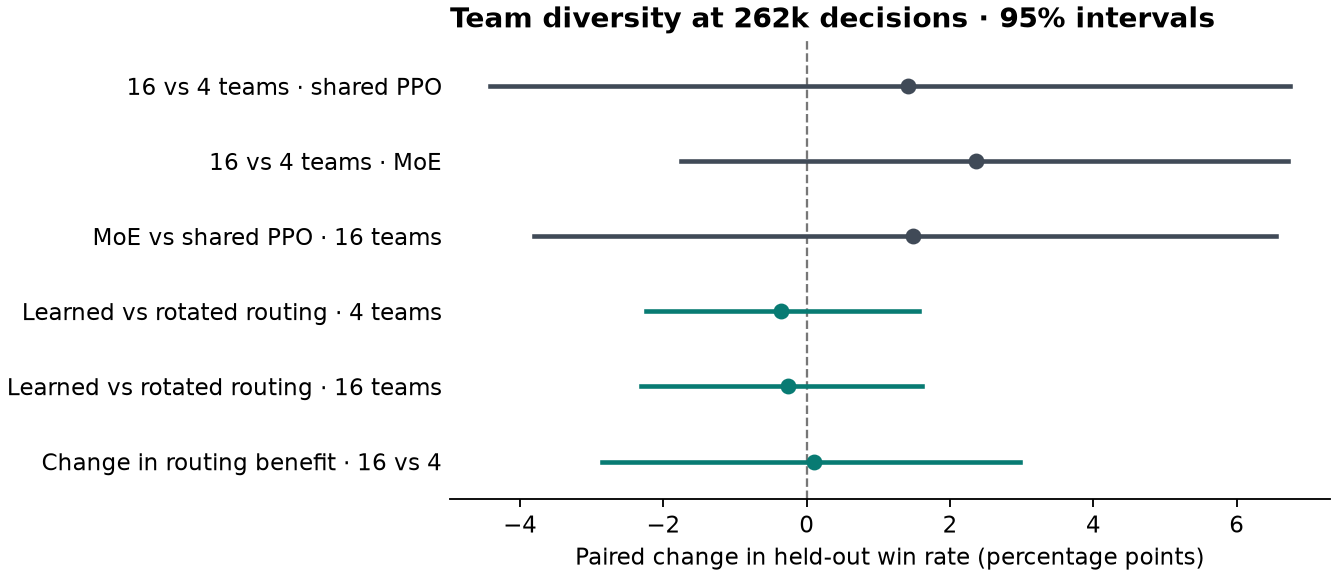 Team diversity at 262k decisions · 95% intervals
16 vs 4 teams · shared PPO
16 vs 4 teams · MoE
MoE vs shared PPO · 16 teams
Learned vs rotated routing · 4 teams
Learned vs rotated routing · 16 teams
Change in routing benefit · 16 vs 4
−4 −2 0 2 4 6
Paired change in held-out win rate (percentage points)